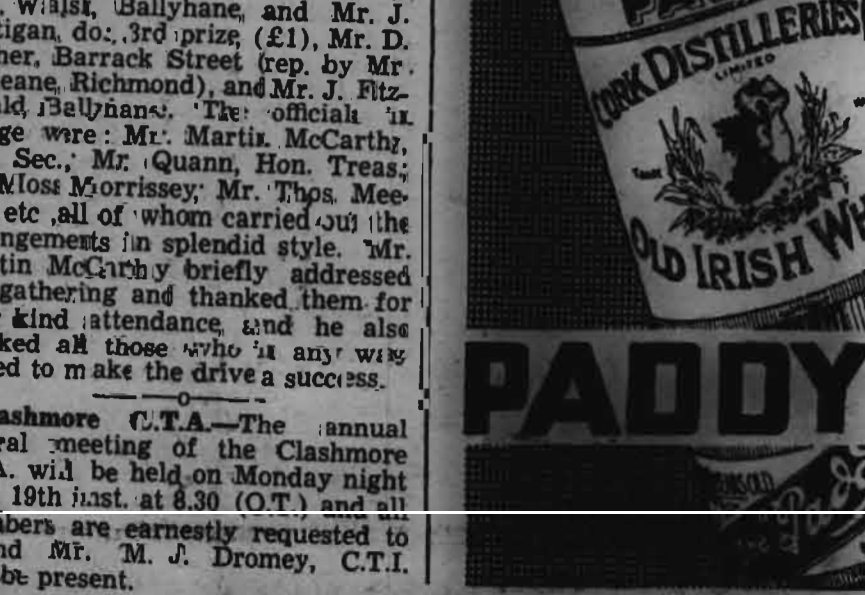 Walsh, Ballyhane, and Mr. J.
tigan, do., 3rd prize, (£1), Mr. D.
her, Barrack Street (rep. by Mr.
eane, Richmond), and Mr. J. Fitz-
ld, Ballyhane. The officials in
ge were: Mr. Martin McCarthy,
Sec.; Mr. Quann, Hon. Treas;
Moss Morrissey; Mr. Thos. Mee-
etc ,all of whom carried out the
ngements in splendid style. Mr.
tin McCarthy briefly addressed
gathering and thanked them for
kind attendance, and he also
ked all those who in any way
ed to make the drive a success.
ashmore C.T.A.—The annual
ral meeting of the Clashmore
A. will be held on Monday night
19th inst. at 8.30 (O.T.) and all
bers are earnestly requested to
nd Mr. M. J. Dromey, C.T.I.
be present.
CORK DISTILLERIES
LIMITED
OLD IRISH WH
PADDY